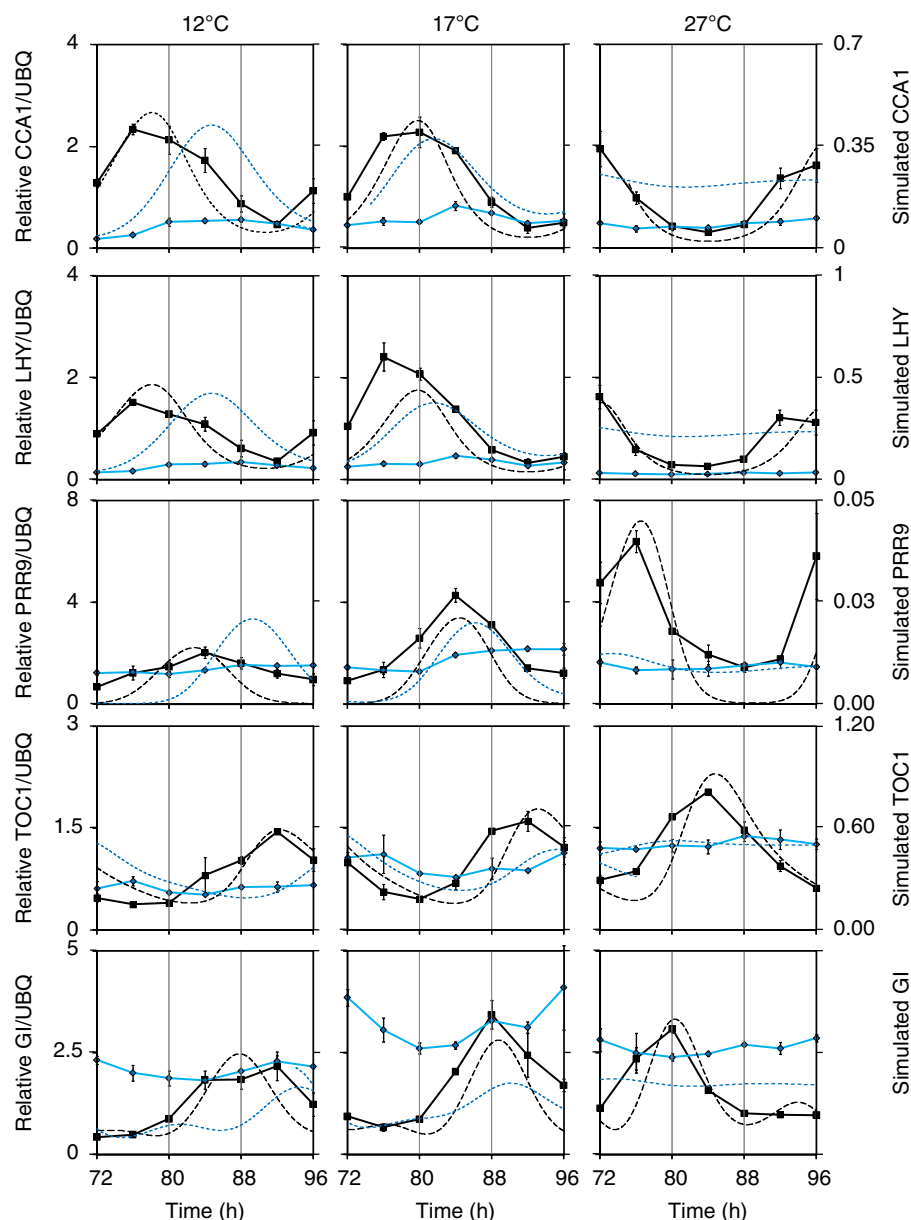 12°C 17°C 27°C
Relative CCA1/UBQ
4
2
0
0.7
0.35
0
Simulated CCA1
Relative LHY/UBQ
4
2
0
1
0.5
0
Simulated LHY
Relative PRR9/UBQ
8
4
0
0.05
0.03
0.00
Simulated PRR9
Relative TOC1/UBQ
3
1.5
0
1.20
0.60
0.00
Simulated TOC1
Relative GI/UBQ
5
2.5
0
Simulated GI
72 80 88 96 72 80 88 96 72 80 88 96
Time (h) Time (h) Time (h)